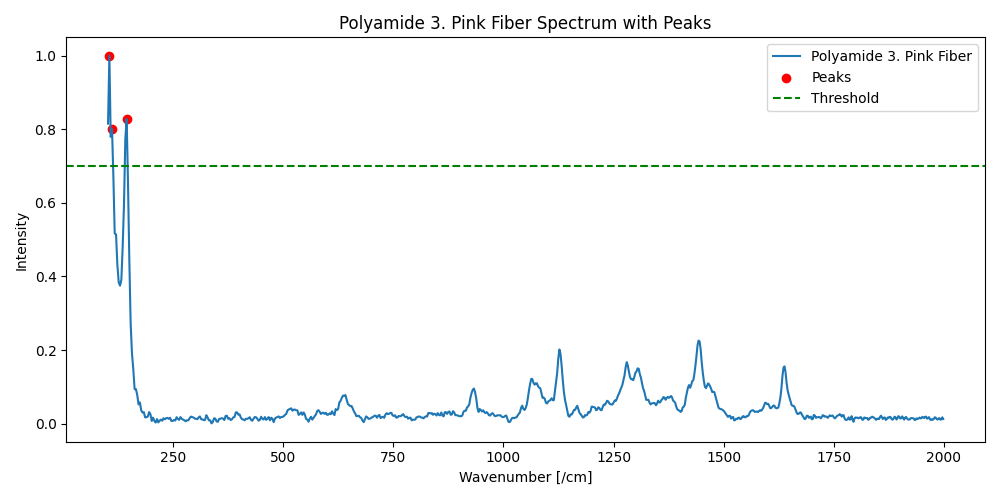 Polyamide 3. Pink Fiber Spectrum with Peaks
Polyamide 3. Pink Fiber
Peaks
Threshold
Intensity
1.0
0.8
0.6
0.4
0.2
0.0
250 500 750 1000 1250 1500 1750 2000
Wavenumber [/cm]